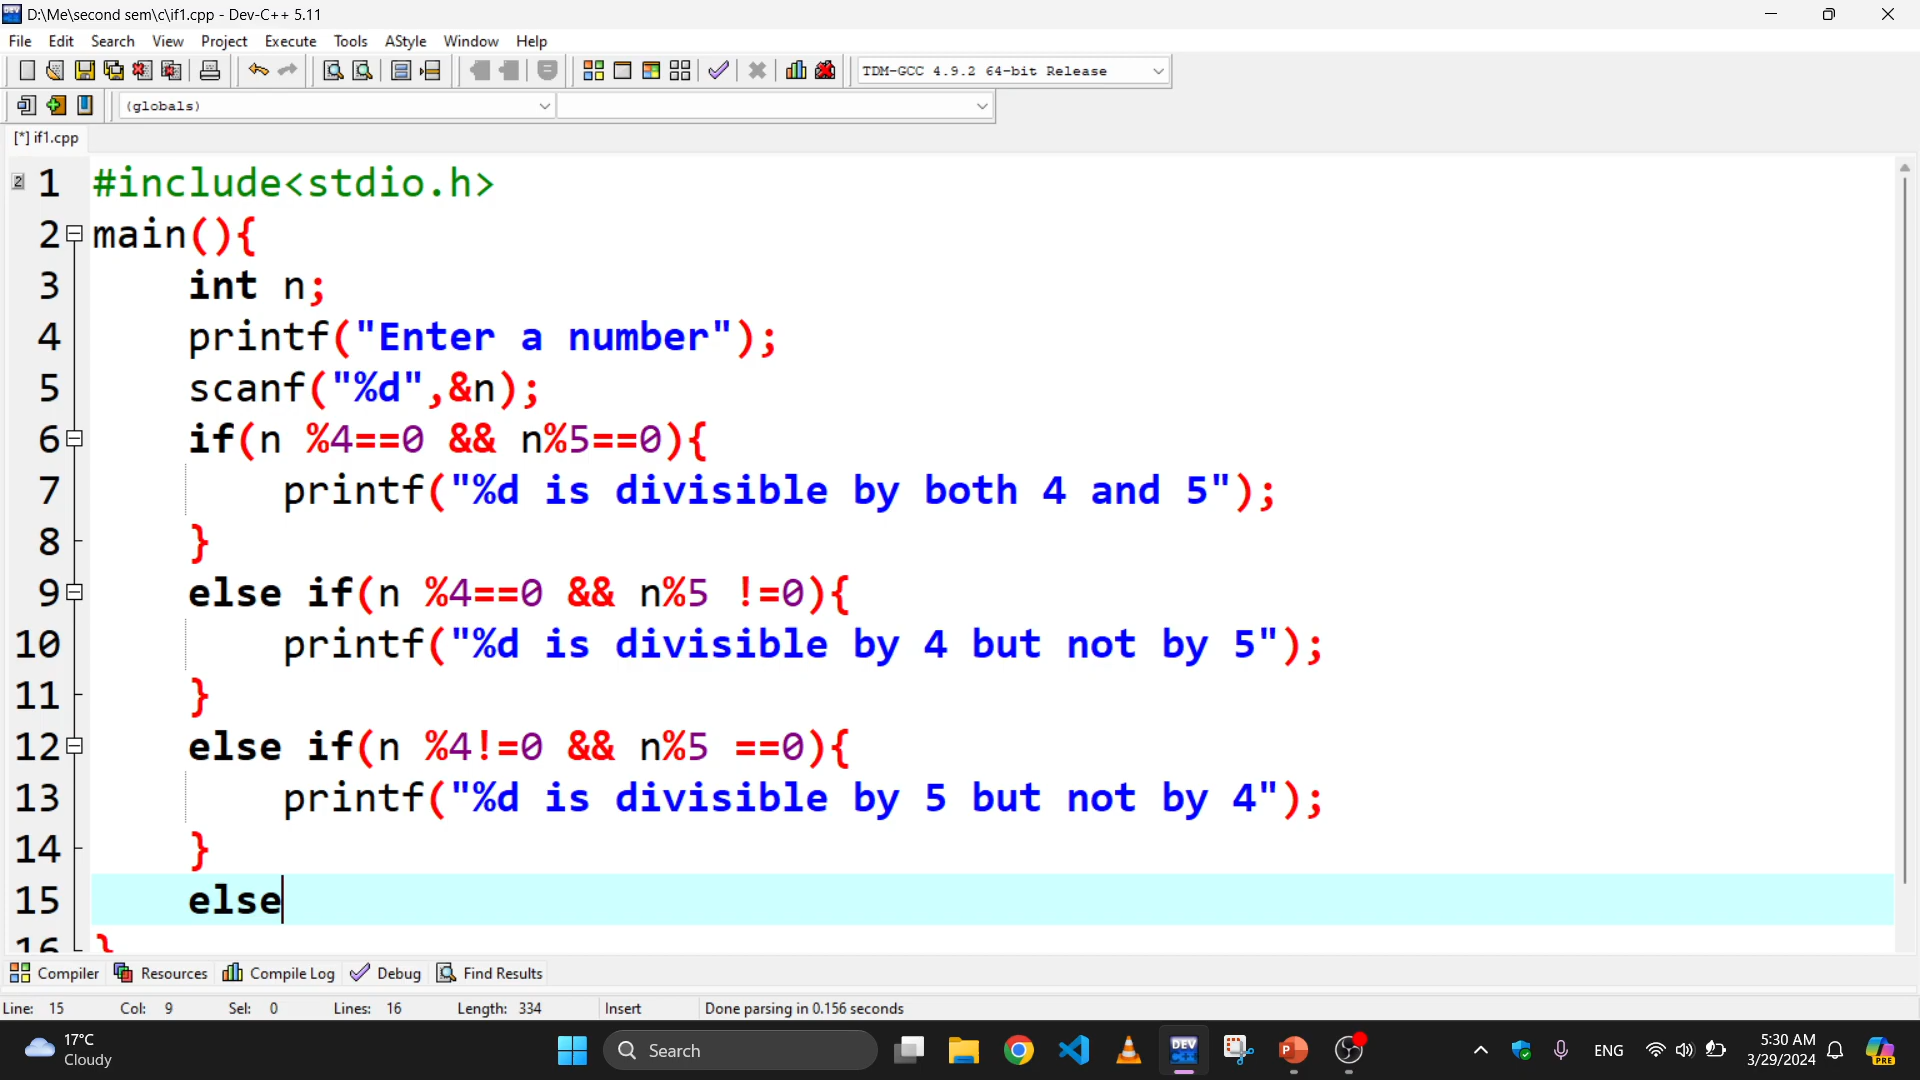 D:\Me\second sem\c\if1.cpp - Dev-C++ 5.11
File Edit Search View Project Execute Tools AStyle Window Help
TDM-GCC 4.9.2 64-bit Release
(globals)
[*] if1.cpp
1 #include<stdio.h>
2 main(){
3 int n;
4 printf("Enter a number");
5 scanf("%d",&n);
6 if(n %4==0 && n%5==0){
7 printf("%d is divisible by both 4 and 5");
8 }
9 else if(n %4==0 && n%5 !=0){
10 printf("%d is divisible by 4 but not by 5");
11 }
12 else if(n %4!=0 && n%5 ==0){
13 printf("%d is divisible by 5 but not by 4");
14 }
15 else
16 }
Compiler Resources Compile Log Debug Find Results
Line: 15 Col: 9 Sel: 0 Lines: 16 Length: 334 Insert Done parsing in 0.156 seconds
17°C
Cloudy
Search
DEV
ENG
5:30 AM
3/29/2024
PRE